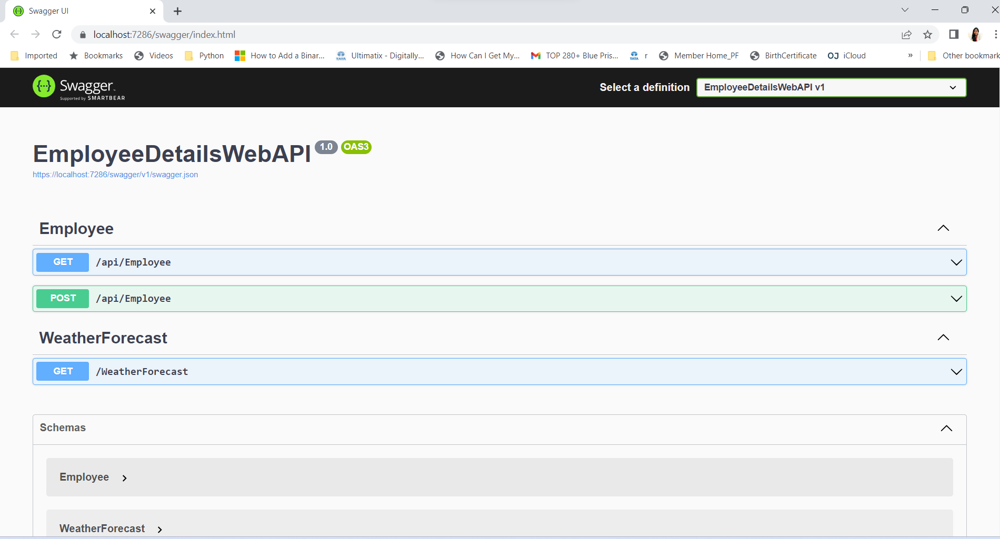 Swagger UI
localhost:7286/swagger/index.html
Imported Bookmarks Videos Python How to Add a Binar... Ultimatix - Digitally... How Can I Get My... TOP 280+ Blue Pris... TATA r Member Home_PF BirthCertificate OJ iCloud » Other bookmark
{···} Swagger™ Select a definition EmployeeDetailsWebAPI v1
Supported by SMARTBEAR
EmployeeDetailsWebAPI 1.0 OAS3
https://localhost:7286/swagger/v1/swagger.json
Employee
GET /api/Employee
POST /api/Employee
WeatherForecast
GET /WeatherForecast
Schemas
Employee
WeatherForecast